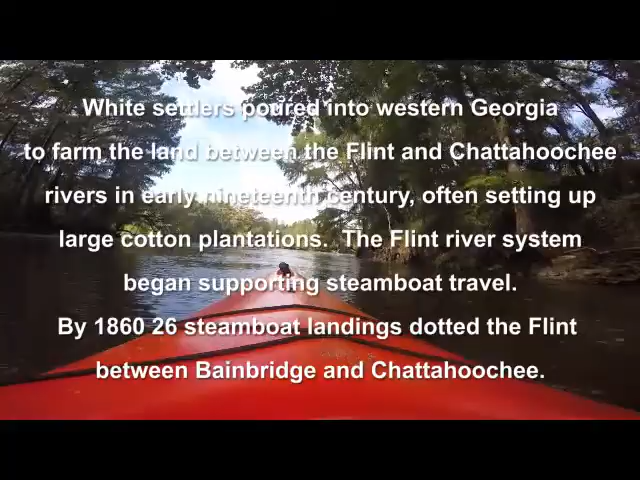 White settlers poured into western Georgia
to farm the land between the Flint and Chattahoochee
rivers in early nineteenth century, often setting up
large cotton plantations. The Flint river system
began supporting steamboat travel.
By 1860 26 steamboat landings dotted the Flint
between Bainbridge and Chattahoochee.